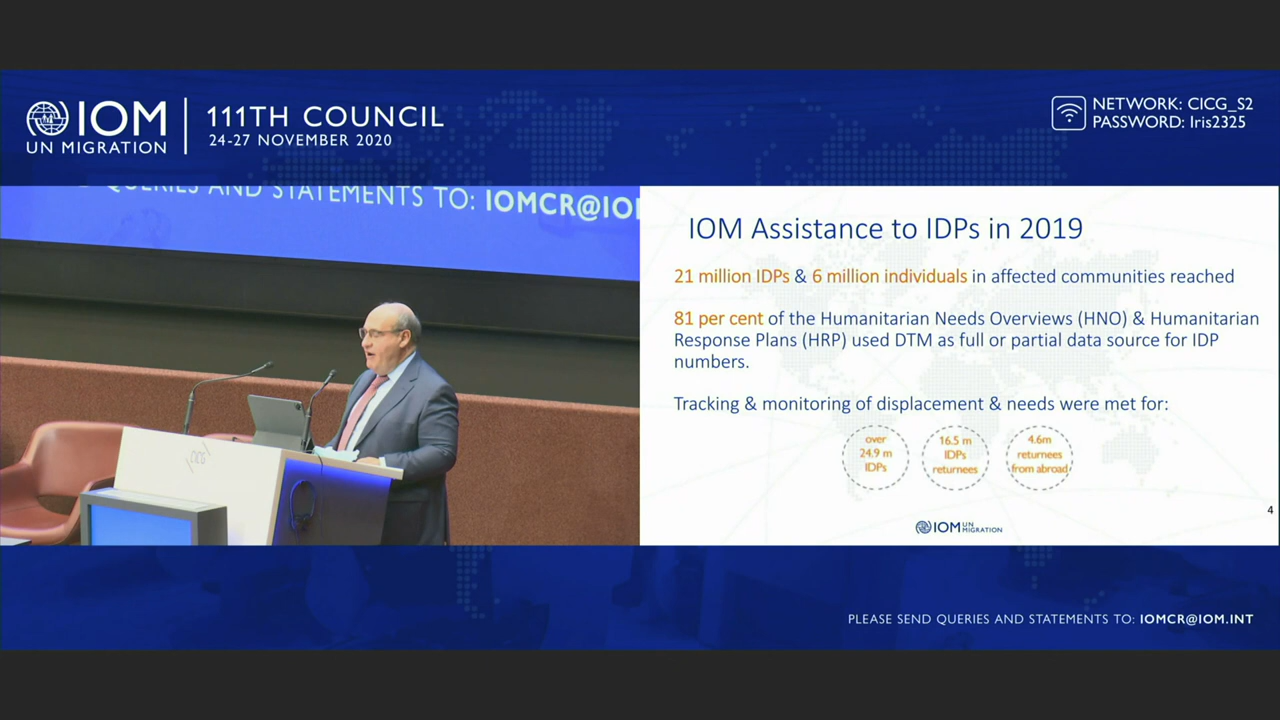 IOM
UN MIGRATION
111TH COUNCIL
24-27 NOVEMBER 2020
NETWORK: CICG_S2
PASSWORD: Iris2325
QUERIES AND STATEMENTS TO: IOMCR@IO
IOM Assistance to IDPs in 2019
21 million IDPs & 6 million individuals in affected communities reached
81 per cent of the Humanitarian Needs Overviews (HNO) & Humanitarian
Response Plans (HRP) used DTM as full or partial data source for IDP
numbers.
Tracking & monitoring of displacement & needs were met for:
over
24.9 m
IDPs
16.5 m
IDPs
returnees
4.6m
returnees
from abroad
4
IOM UN
MIGRATION
PLEASE SEND QUERIES AND STATEMENTS TO: IOMCR@IOM.INT